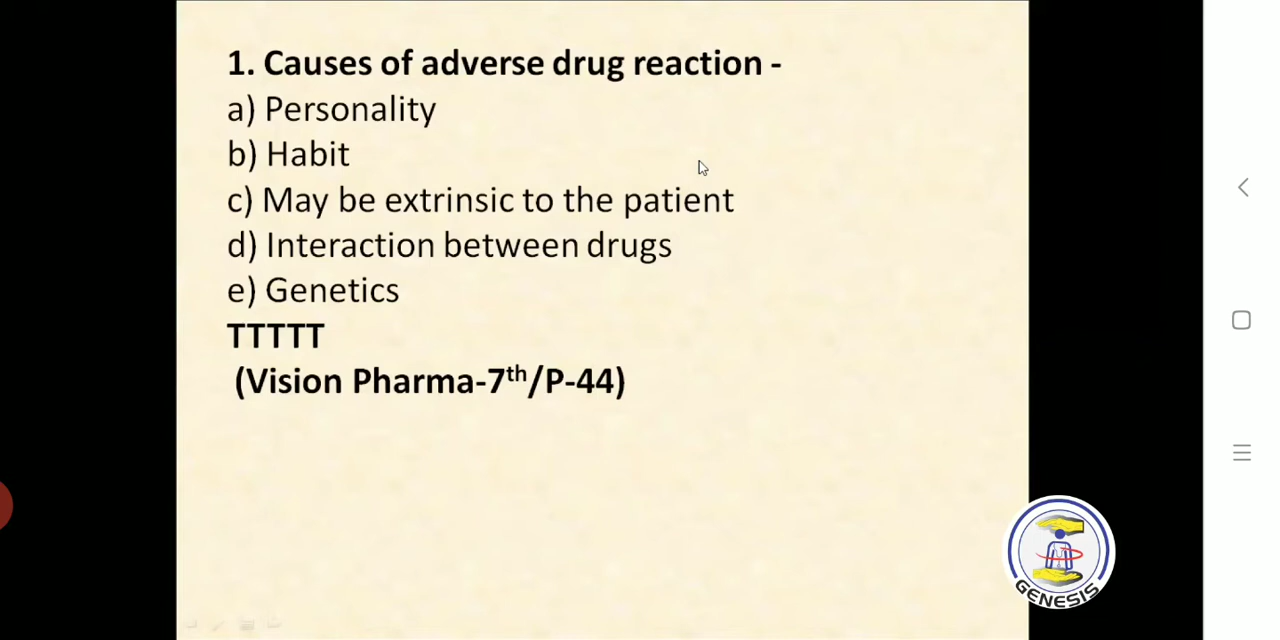 1. Causes of adverse drug reaction -
a) Personality
b) Habit
c) May be extrinsic to the patient
d) Interaction between drugs
e) Genetics
TTTTT
(Vision Pharma-7th/P-44)
GENESIS